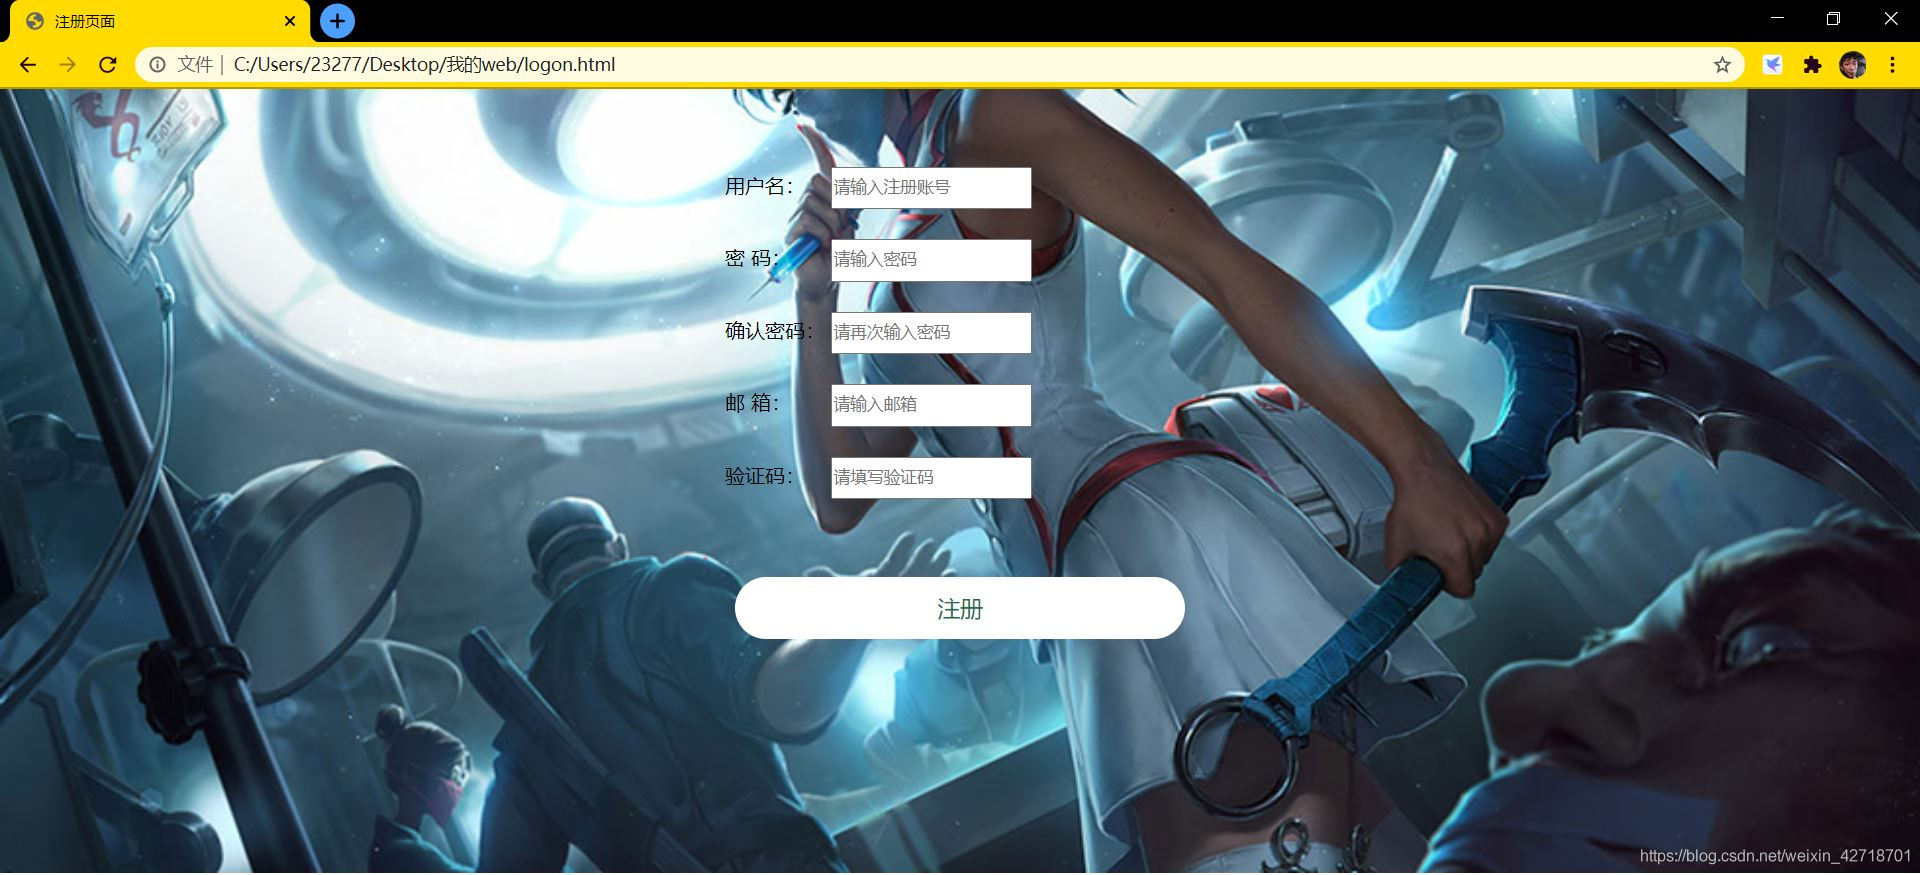 注册页面
文件 | C:/Users/23277/Desktop/我的web/logon.html
用户名： 请输入注册账号
密 码： 请输入密码
确认密码： 请再次输入密码
邮 箱： 请输入邮箱
验证码： 请填写验证码
注册
https://blog.csdn.net/weixin_42718701